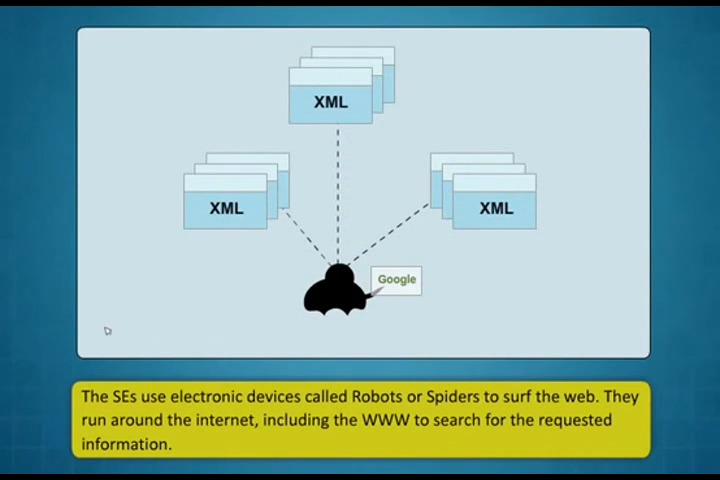 XML
XML
XML
Google
The SEs use electronic devices called Robots or Spiders to surf the web. They
run around the internet, including the WWW to search for the requested
information.